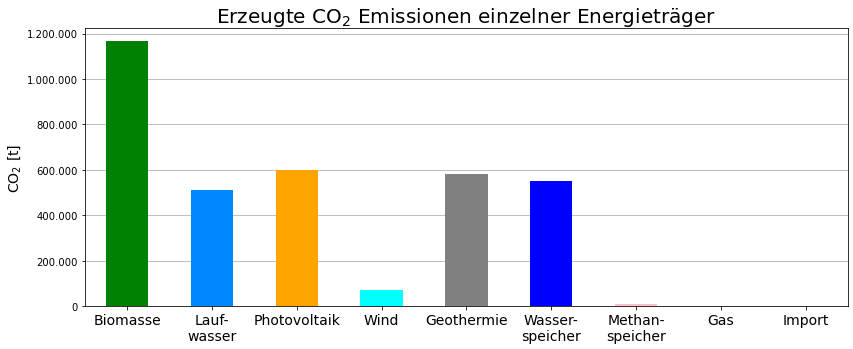 Erzeugte CO₂ Emissionen einzelner Energieträger
CO₂ [t]
1.200.000
1.000.000
800.000
600.000
400.000
200.000
0
Biomasse
Lauf-
wasser
Photovoltaik
Wind
Geothermie
Wasser-
speicher
Methan-
speicher
Gas
Import